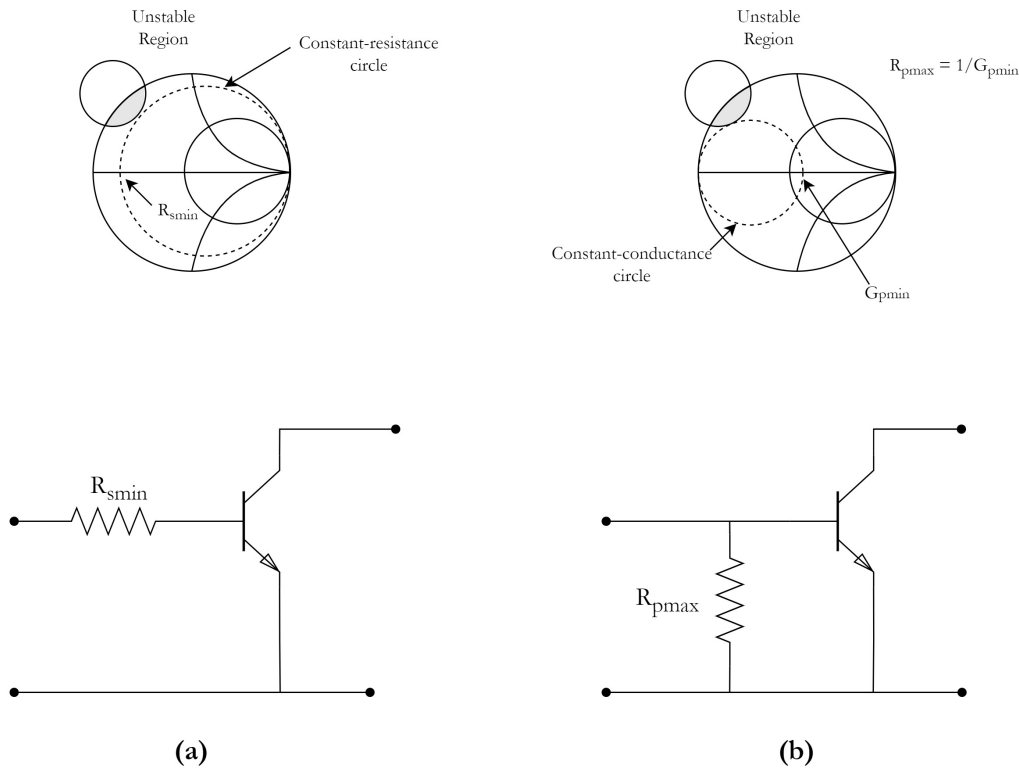 Unstable
Region
Constant-resistance
circle
Rsmin
Unstable
Region
Rpmax = 1/Gpmin
Constant-conductance
circle
Gpmin
Rsmin
Rpmax
(a)
(b)